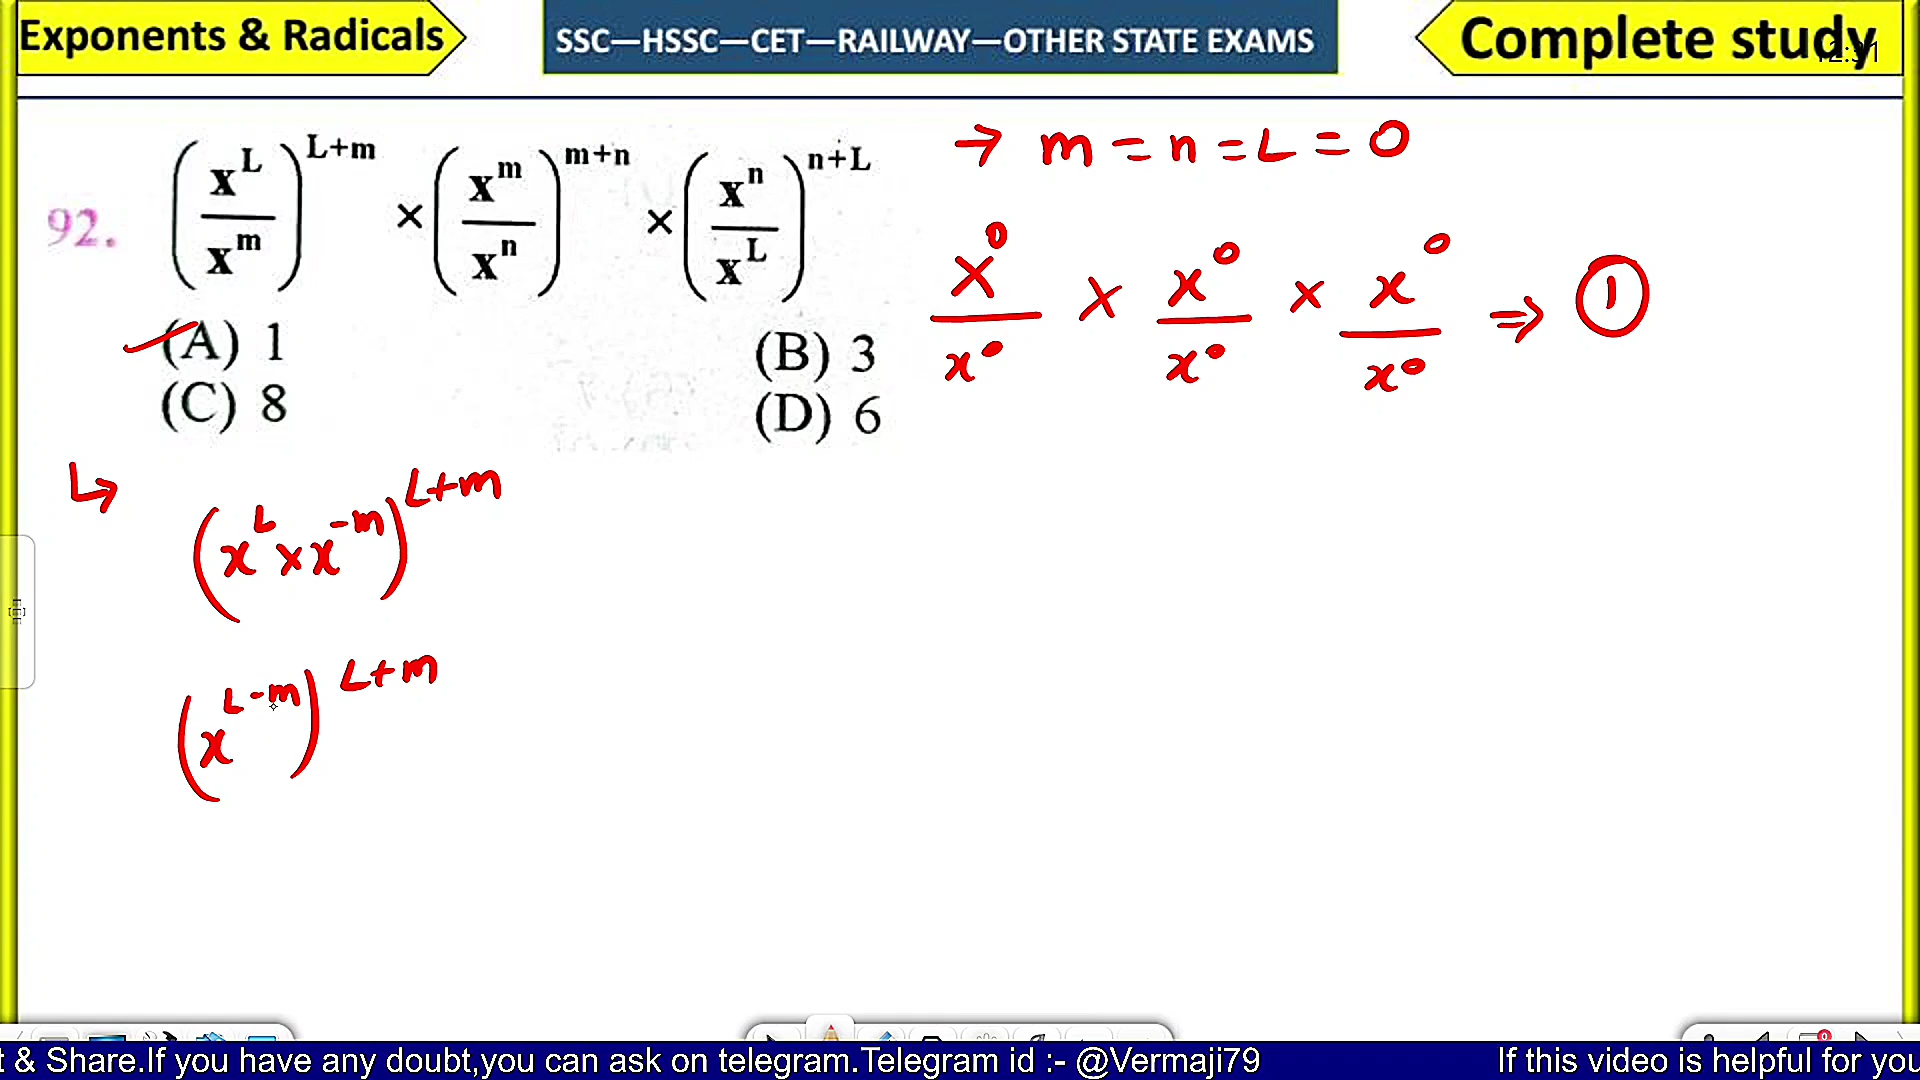 Exponents & Radicals
SSC—HSSC—CET—RAILWAY—OTHER STATE EXAMS
Complete study
12:31
92. (x^L/x^m)^(L+m) × (x^m/x^n)^(m+n) × (x^n/x^L)^(n+L)
(A) 1
(B) 3
(C) 8
(D) 6
→ m = n = L = 0
x^0/x^0 × x^0/x^0 × x^0/x^0 ⇒ 1
↳ (x^L × x^-m)^(L+m)
(x^(L-m))^(L+m)
t & Share.If you have any doubt,you can ask on telegram.Telegram id :- @Vermaji79
If this video is helpful for you